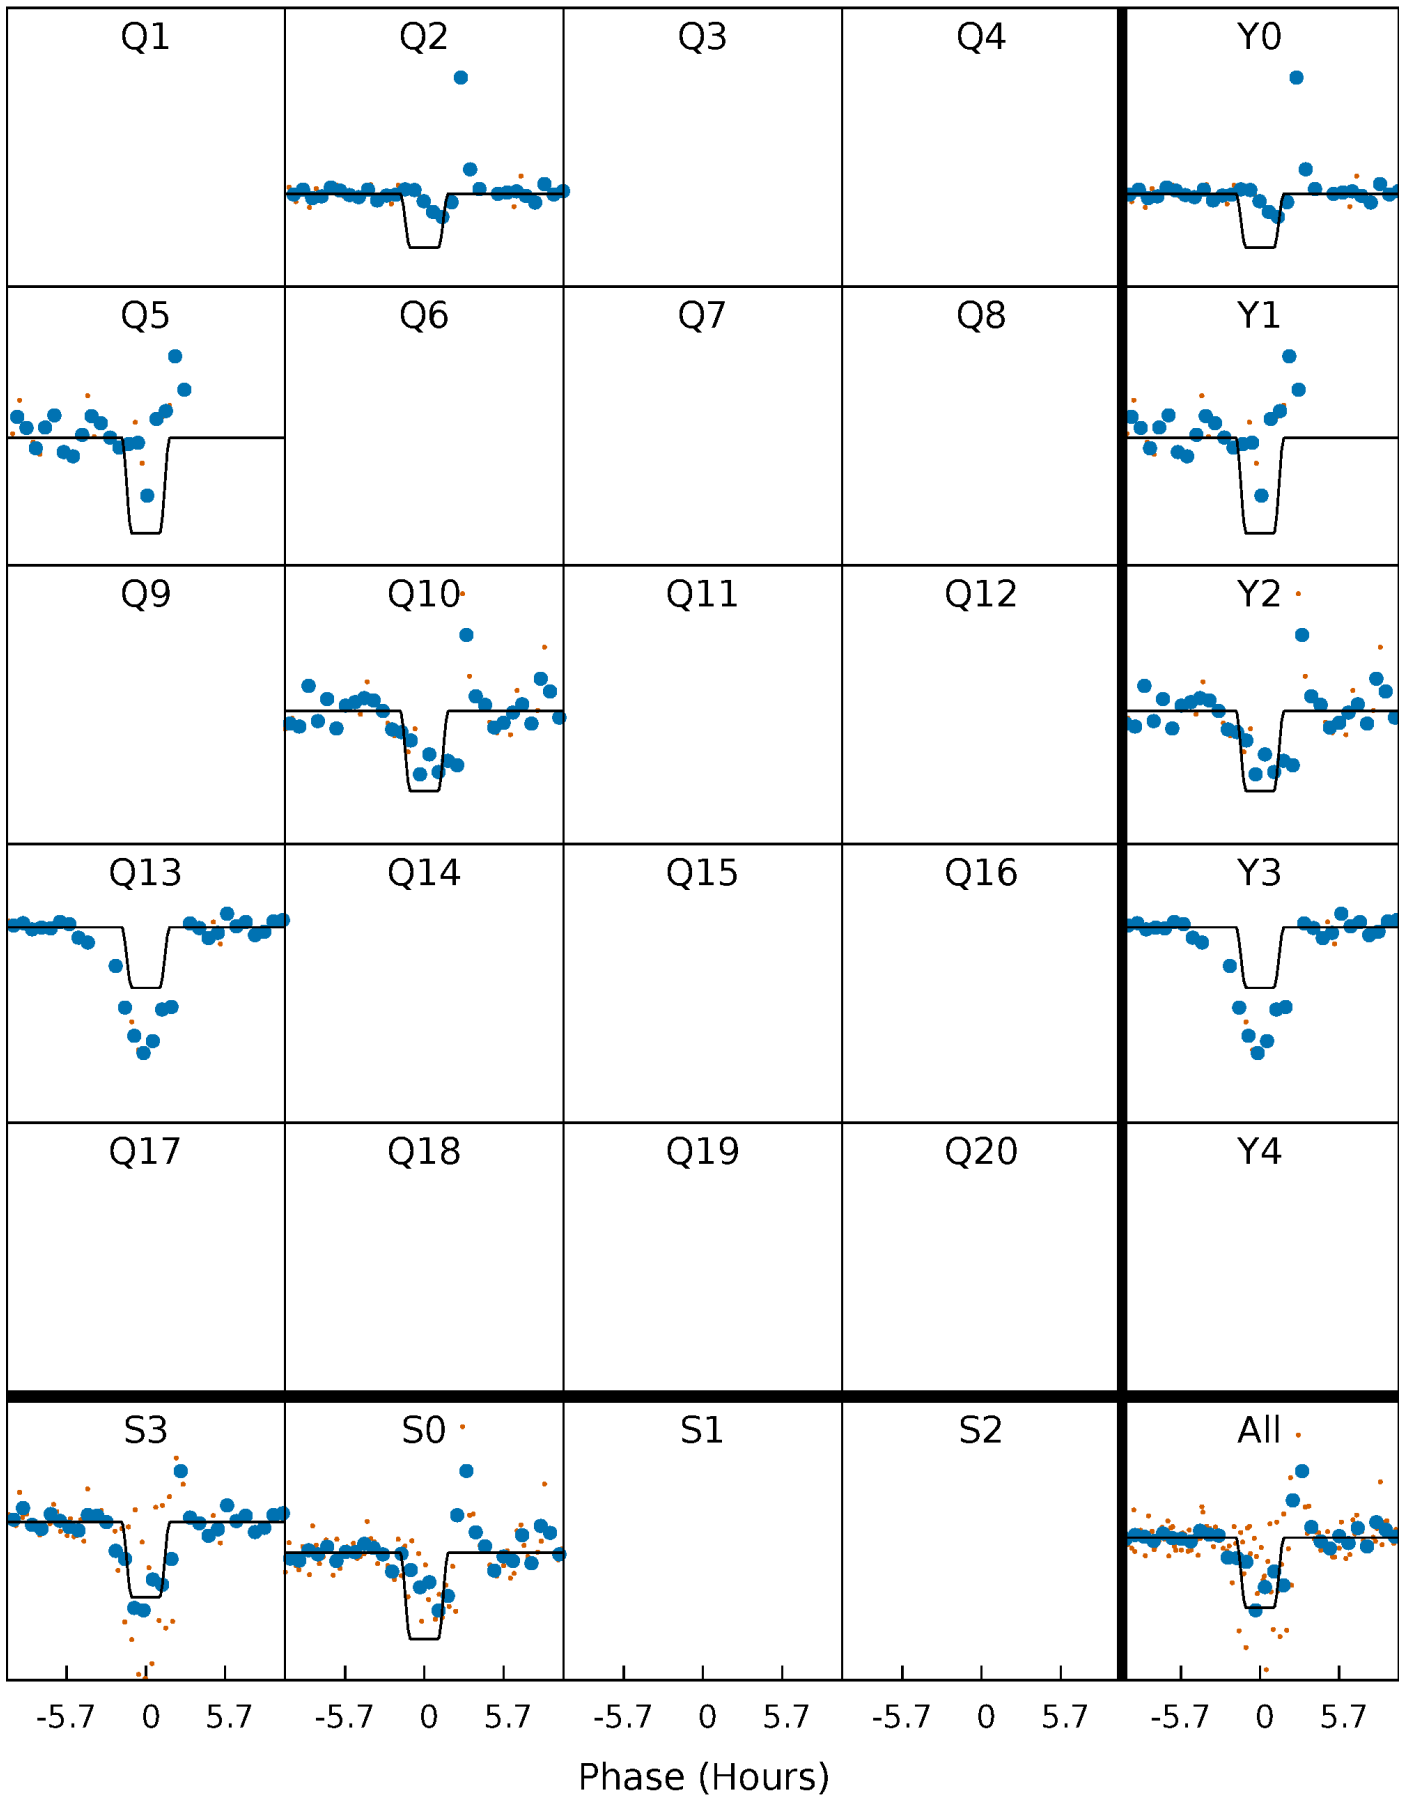 Q1 Q2 Q3 Q4 Y0
Q5 Q6 Q7 Q8 Y1
Q9 Q10 Q11 Q12 Y2
Q13 Q14 Q15 Q16 Y3
Q17 Q18 Q19 Q20 Y4
S3 S0 S1 S2 All
-5.7 0 5.7 -5.7 0 5.7 -5.7 0 5.7 -5.7 0 5.7 -5.7 0 5.7
Phase (Hours)